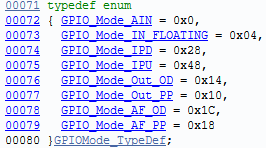 00071 typedef enum
00072 { GPIO_Mode_AIN = 0x0,
00073 GPIO_Mode_IN_FLOATING = 0x04,
00074 GPIO_Mode_IPD = 0x28,
00075 GPIO_Mode_IPU = 0x48,
00076 GPIO_Mode_Out_OD = 0x14,
00077 GPIO_Mode_Out_PP = 0x10,
00078 GPIO_Mode_AF_OD = 0x1C,
00079 GPIO_Mode_AF_PP = 0x18
00080 }GPIOMode_TypeDef;